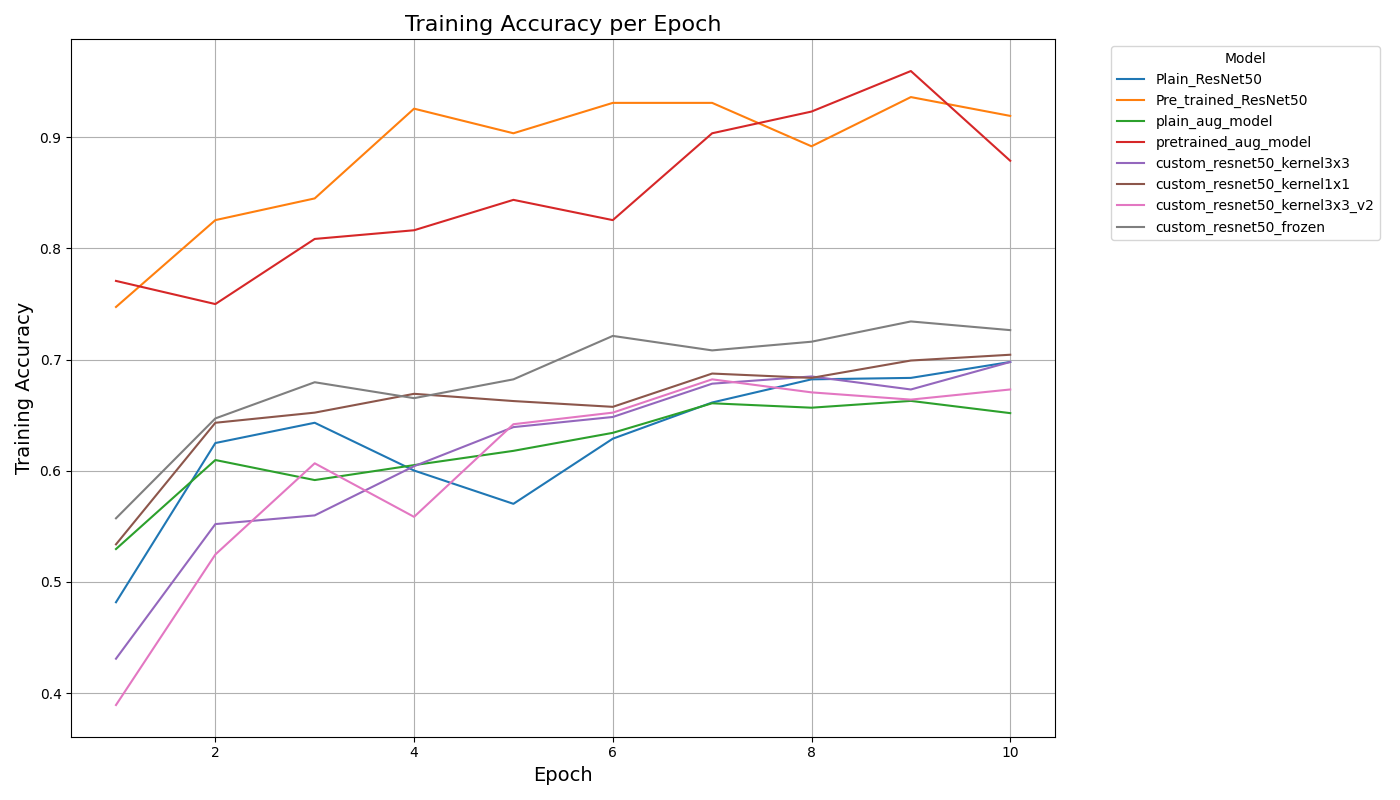 Training Accuracy per Epoch
Training Accuracy
0.9
0.8
0.7
0.6
0.5
0.4
2
4
6
8
10
Epoch
Model
Plain_ResNet50
Pre_trained_ResNet50
plain_aug_model
pretrained_aug_model
custom_resnet50_kernel3x3
custom_resnet50_kernel1x1
custom_resnet50_kernel3x3_v2
custom_resnet50_frozen